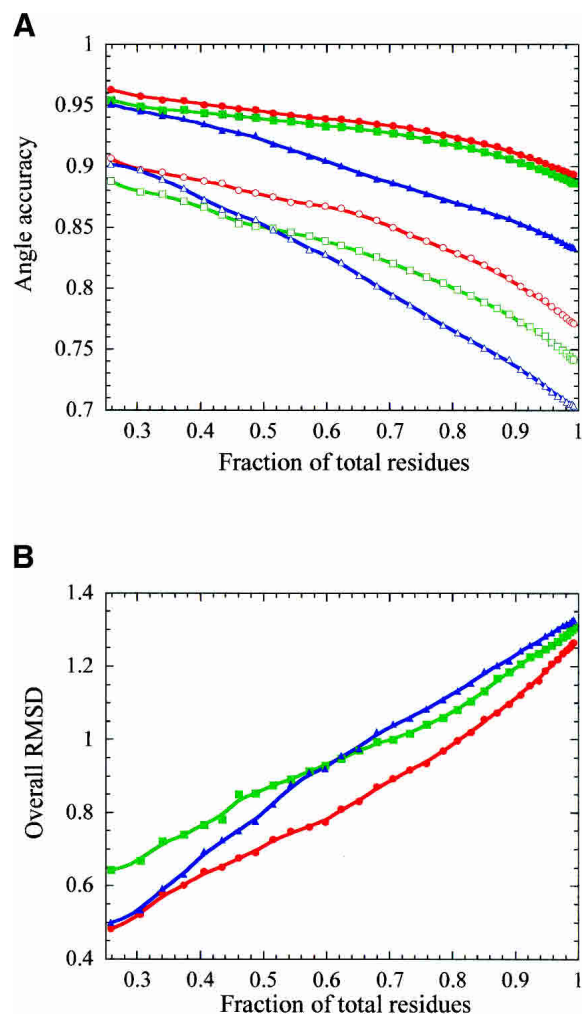 A
1
0.95
0.9
0.85
0.8
0.75
0.7
Angle accuracy
0.3 0.4 0.5 0.6 0.7 0.8 0.9 1
Fraction of total residues
B
1.4
1.2
1
0.8
0.6
0.4
Overall RMSD
0.3 0.4 0.5 0.6 0.7 0.8 0.9 1
Fraction of total residues